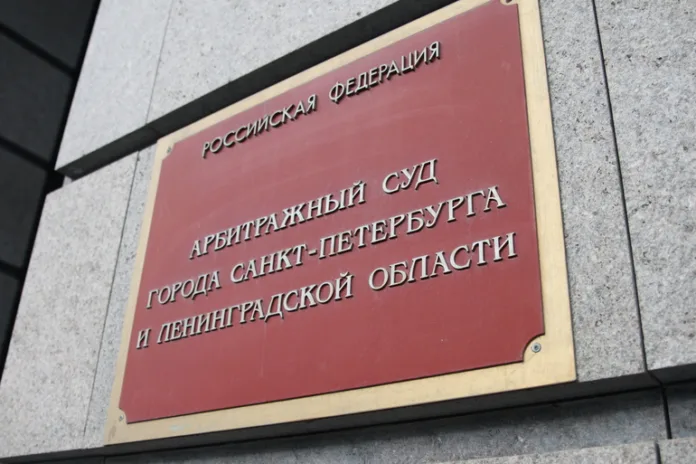 РОССИЙСКАЯ ФЕДЕРАЦИЯ
АРБИТРАЖНЫЙ СУД
ГОРОДА САНКТ-ПЕТЕРБУРГА
И ЛЕНИНГРАДСКОЙ ОБЛАСТИ